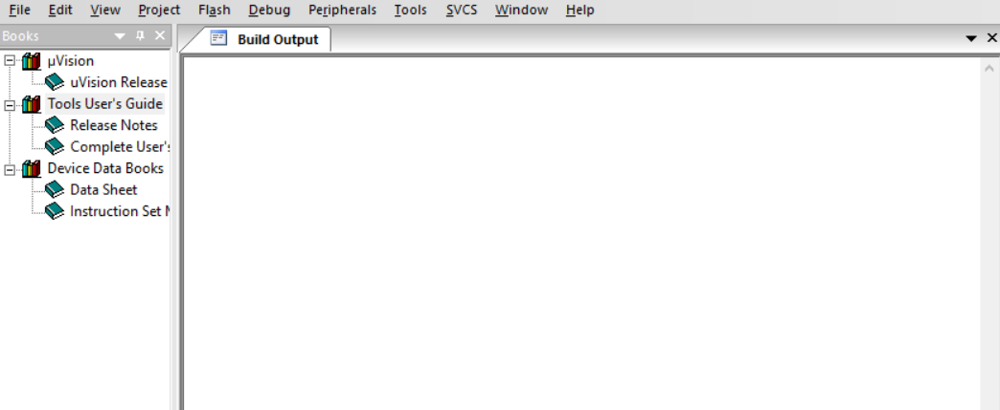 File Edit View Project Flash Debug Peripherals Tools SVCS Window Help
Books
Build Output
µVision
uVision Release
Tools User's Guide
Release Notes
Complete User's
Device Data Books
Data Sheet
Instruction Set M